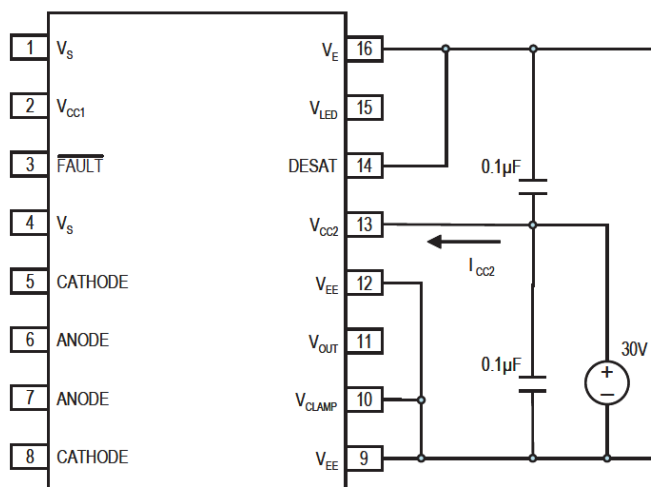 1 VS VE 16
2 VCC1 VLED 15
3 FAULT DESAT 14
0.1µF
4 VS VCC2 13
ICC2
5 CATHODE VEE 12
6 ANODE VOUT 11
30V
0.1µF
+
–
7 ANODE VCLAMP 10
8 CATHODE VEE 9